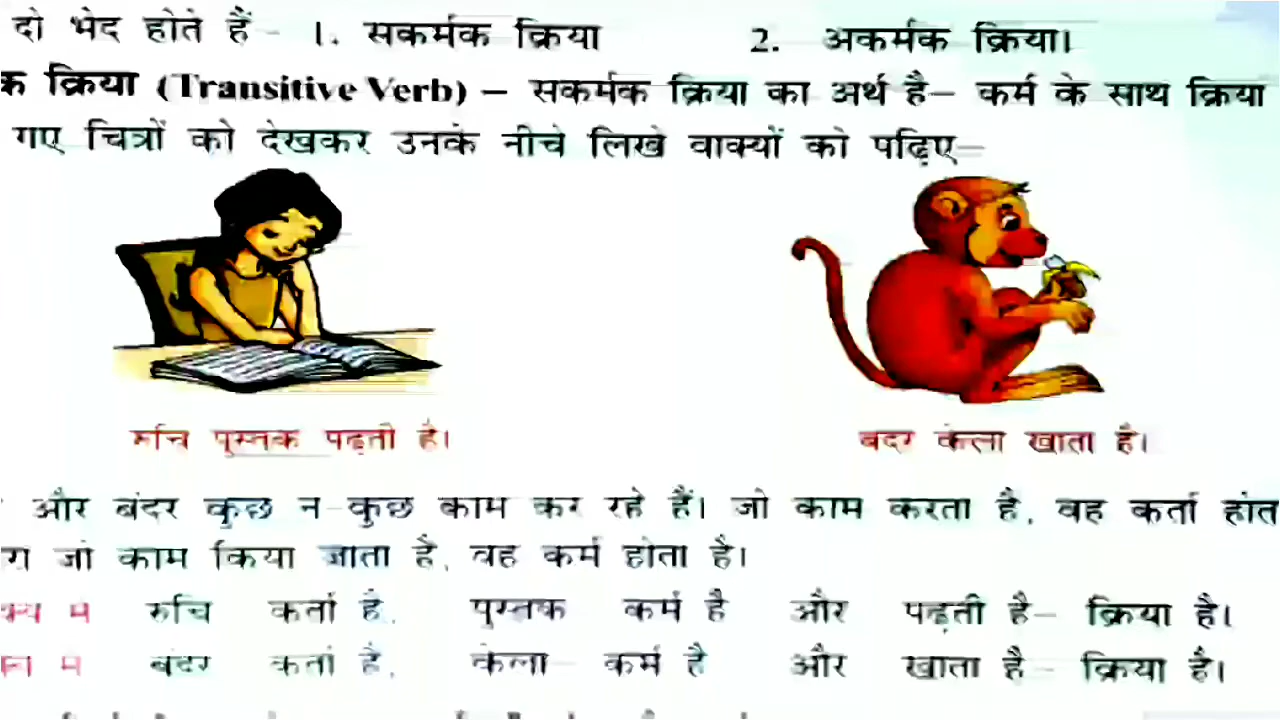 दो भेद होते हैं- 1. सकर्मक क्रिया 2. अकर्मक क्रिया।
क क्रिया (Transitive Verb) – सकर्मक क्रिया का अर्थ है– कर्म के साथ क्रिया
गए चित्रों को देखकर उनके नीचे लिखे वाक्यों को पढ़िए–
रुचि पुस्तक पढ़ती है। बंदर केला खाता है।
और बंदर कुछ न-कुछ काम कर रहे हैं। जो काम करता है, वह कर्ता होत
रा जो काम किया जाता है, वह कर्म होता है।
क्य में रुचि कर्ता है, पुस्तक कर्म है और पढ़ती है– क्रिया है।
में बंदर कर्ता है, केला कर्म है और खाता है– क्रिया है।